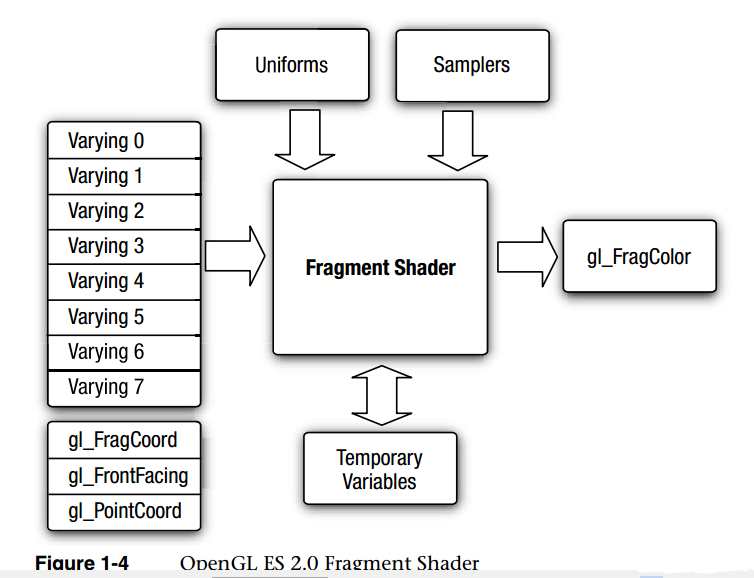 Uniforms
Samplers
Varying 0
Varying 1
Varying 2
Varying 3
Varying 4
Varying 5
Varying 6
Varying 7
Fragment Shader
gl_FragColor
gl_FragCoord
gl_FrontFacing
gl_PointCoord
Temporary
Variables
Figure 1-4 OpenGL ES 2.0 Fragment Shader